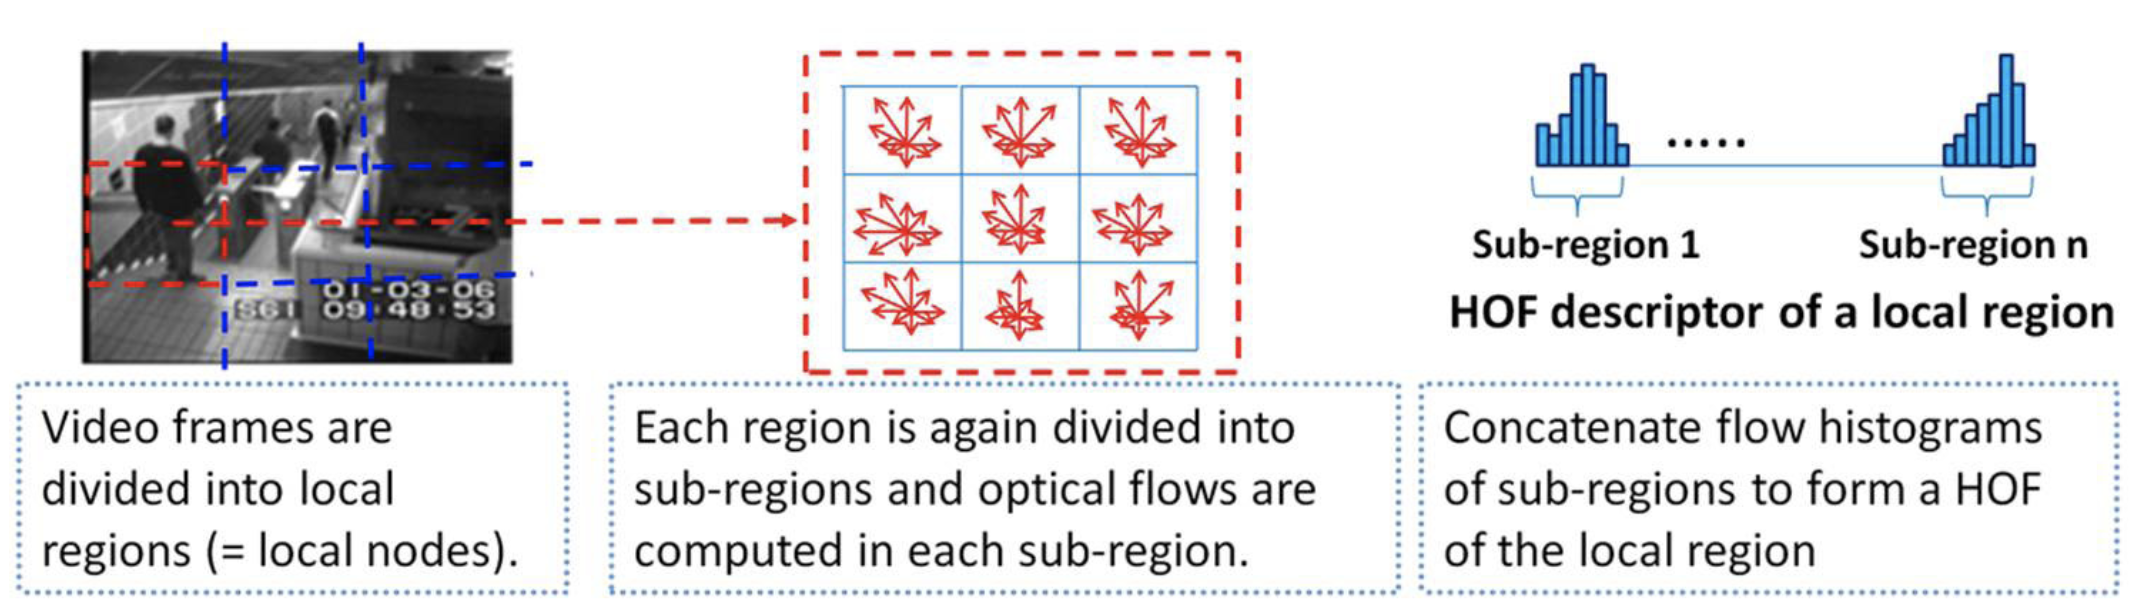 SG1 01-03-06
09:48:53
Video frames are
divided into local
regions (= local nodes).
Each region is again divided into
sub-regions and optical flows are
computed in each sub-region.
.....
Sub-region 1
Sub-region n
HOF descriptor of a local region
Concatenate flow histograms
of sub-regions to form a HOF
of the local region